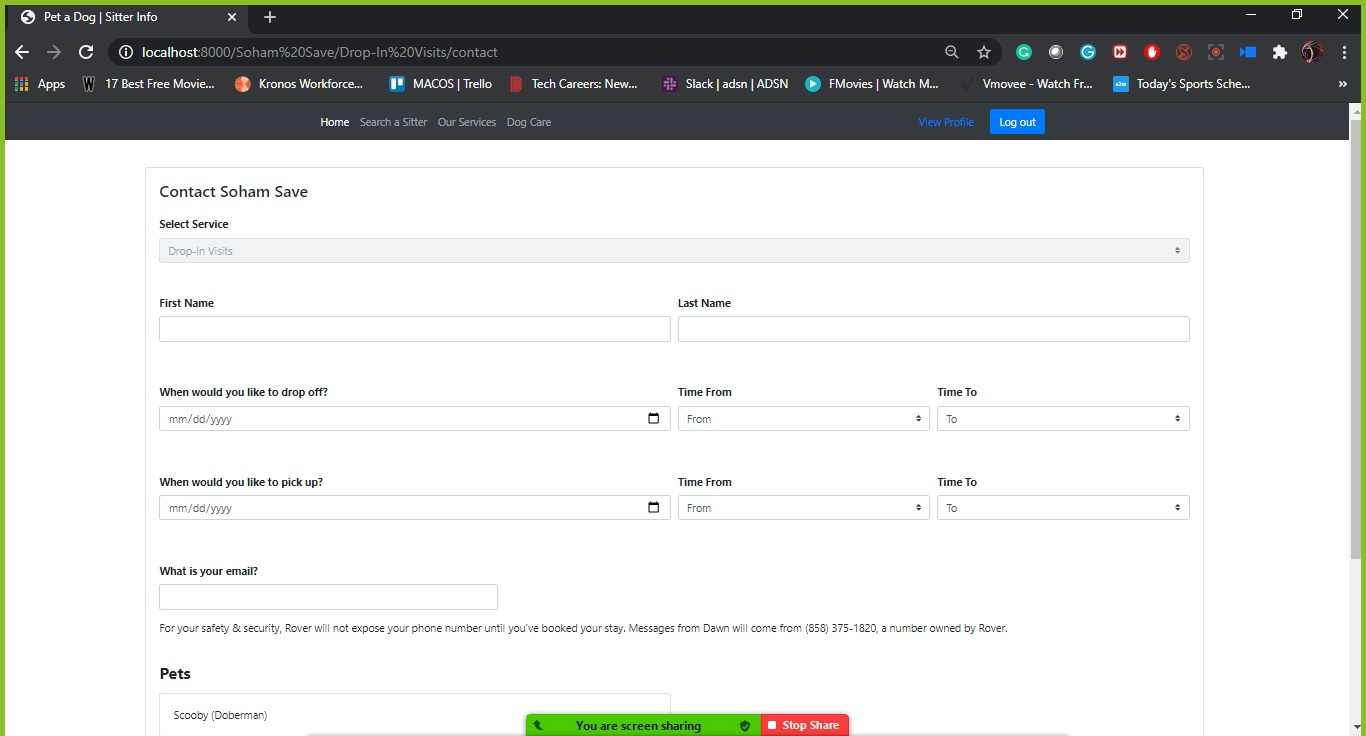 Pet a Dog | Sitter Info
localhost:8000/Soham%20Save/Drop-In%20Visits/contact
Apps 17 Best Free Movie... Kronos Workforce... MACOS | Trello Tech Careers: New... Slack | adsn | ADSN FMovies | Watch M... Vmovee - Watch Fr... Today's Sports Sche... »
Home Search a Sitter Our Services Dog Care View Profile Log out
Contact Soham Save
Select Service
Drop-In Visits
First Name Last Name
When would you like to drop off? Time From Time To
mm/dd/yyyy From To
When would you like to pick up? Time From Time To
mm/dd/yyyy From To
What is your email?
For your safety & security, Rover will not expose your phone number until you've booked your stay. Messages from Dawn will come from (858) 375-1820, a number owned by Rover.
Pets
Scooby (Doberman)
You are screen sharing Stop Share